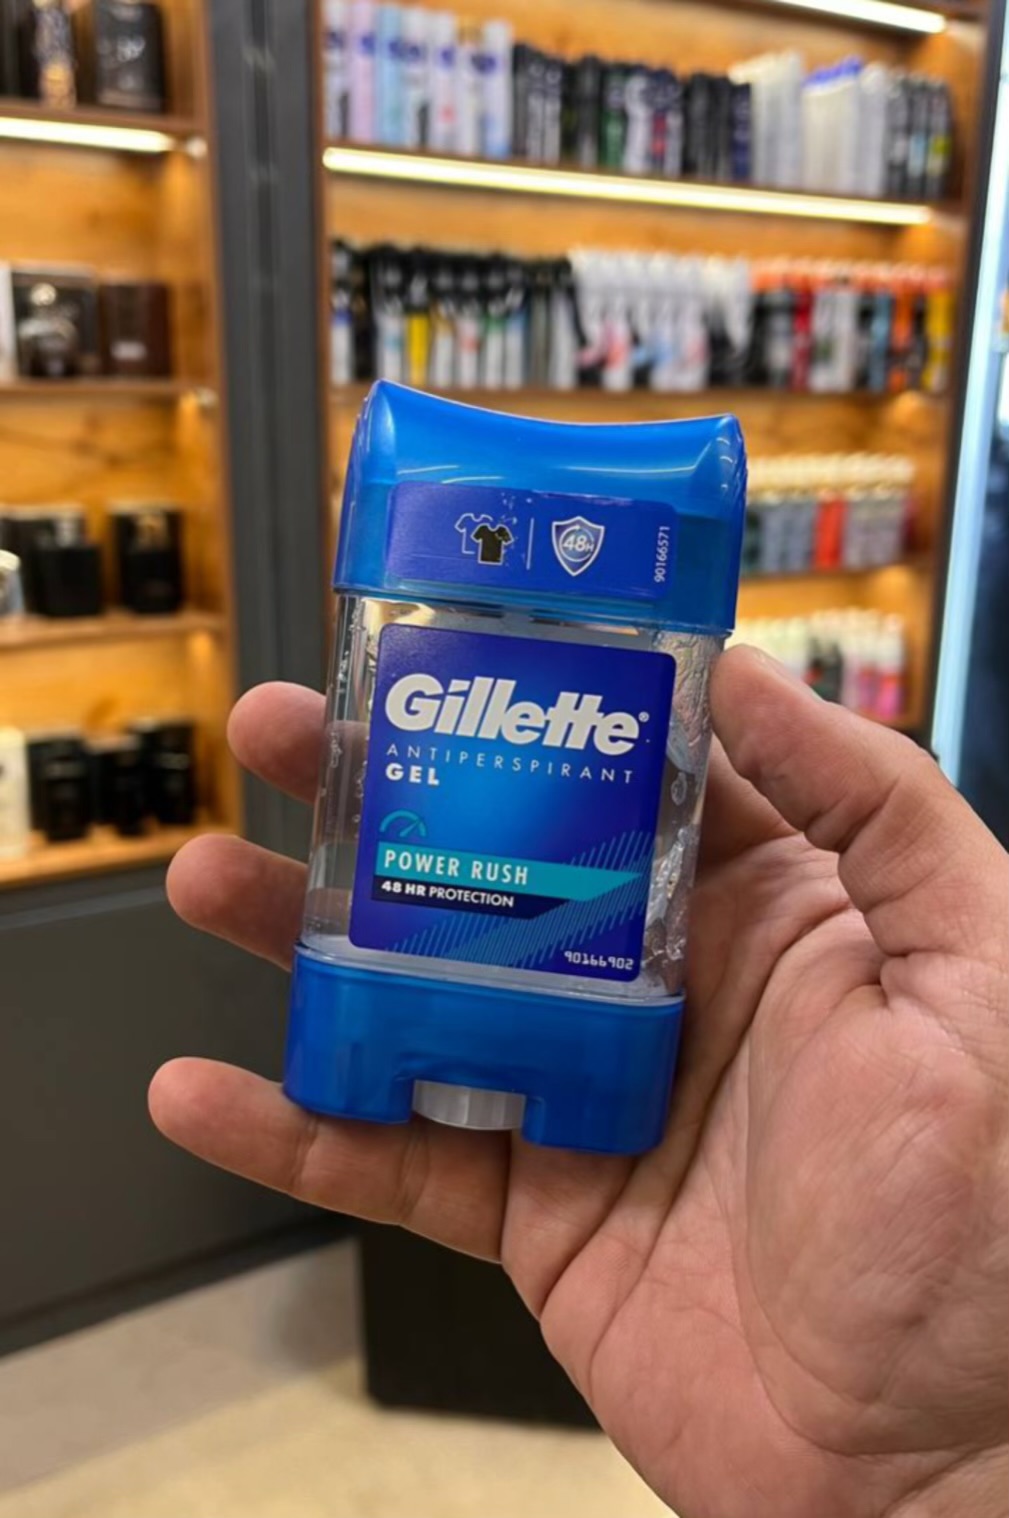 48H
90166571
Gillette®
ANTIPERSPIRANT
GEL
POWER RUSH
48 HR PROTECTION
90166902